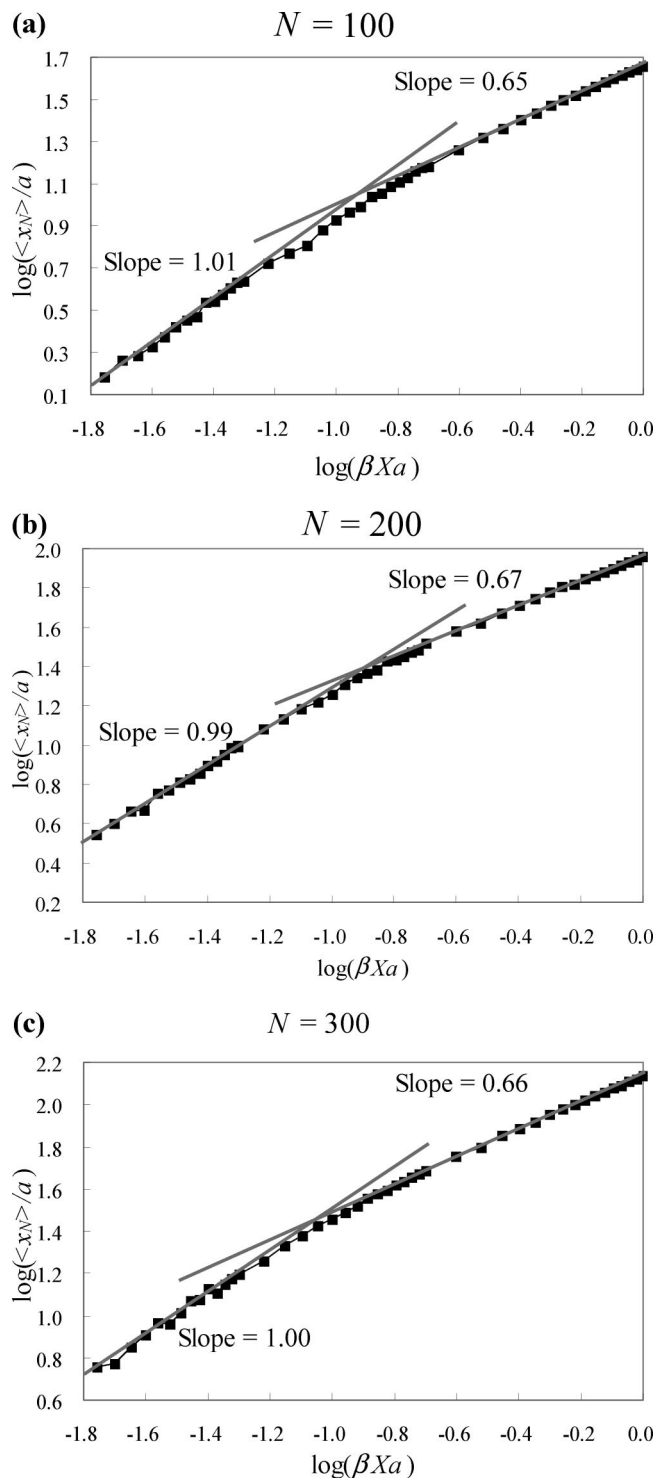 (a)
N = 100
1.7
1.5
1.3
1.1
0.9
0.7
0.5
0.3
0.1
log(<x_N>/a)
Slope = 0.65
Slope = 1.01
-1.8 -1.6 -1.4 -1.2 -1.0 -0.8 -0.6 -0.4 -0.2 0.0
log(βXa)
(b)
N = 200
2.0
1.8
1.6
1.4
1.2
1.0
0.8
0.6
0.4
0.2
log(<x_N>/a)
Slope = 0.67
Slope = 0.99
-1.8 -1.6 -1.4 -1.2 -1.0 -0.8 -0.6 -0.4 -0.2 0.0
log(βXa)
(c)
N = 300
2.2
2.0
1.8
1.6
1.4
1.2
1.0
0.8
0.6
log(<x_N>/a)
Slope = 0.66
Slope = 1.00
-1.8 -1.6 -1.4 -1.2 -1.0 -0.8 -0.6 -0.4 -0.2 0.0
log(βXa)